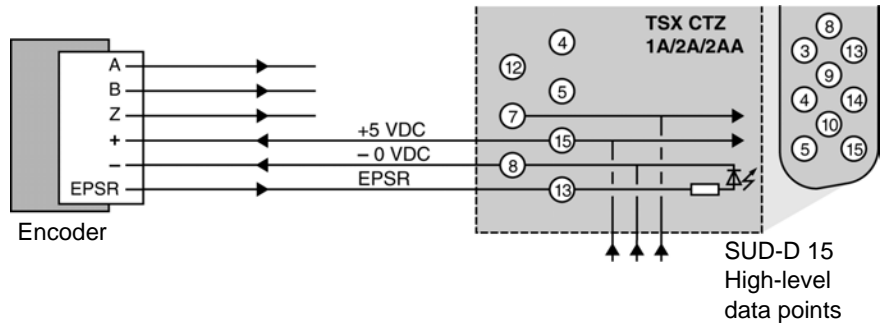 TSX CTZ
1A/2A/2AA
4
12
5
7
15
8
13
8
3
13
9
4
14
10
5
15
A
B
Z
+
–
EPSR
+5 VDC
– 0 VDC
EPSR
Encoder
SUD-D 15
High-level
data points